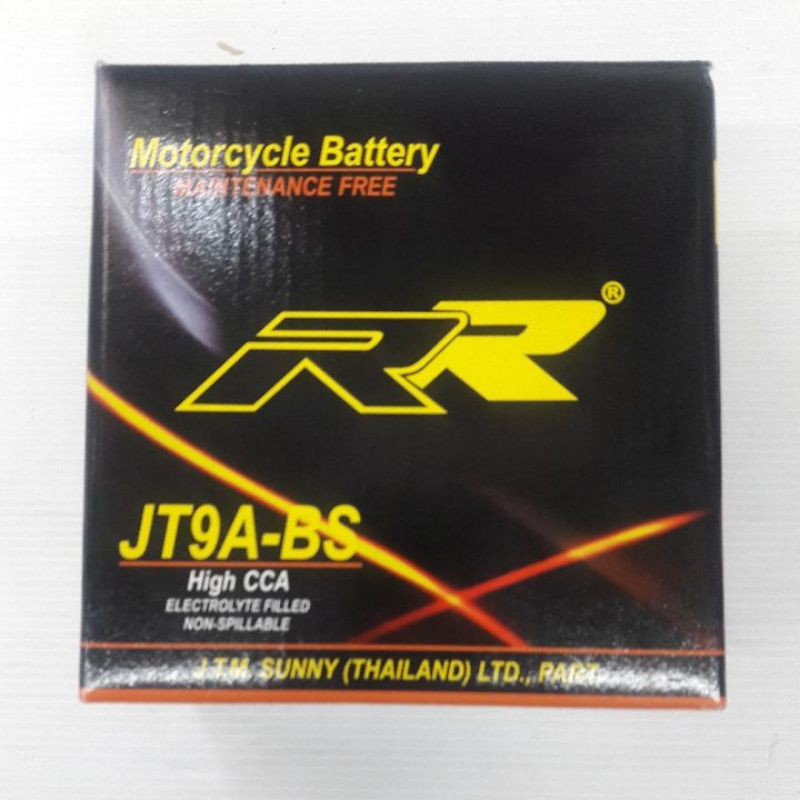 Motorcycle Battery
MAINTENANCE FREE
RR®
JT9A-BS
High CCA
ELECTROLYTE FILLED
NON-SPILLABLE
J.T.M. SUNNY (THAILAND) LTD., PART